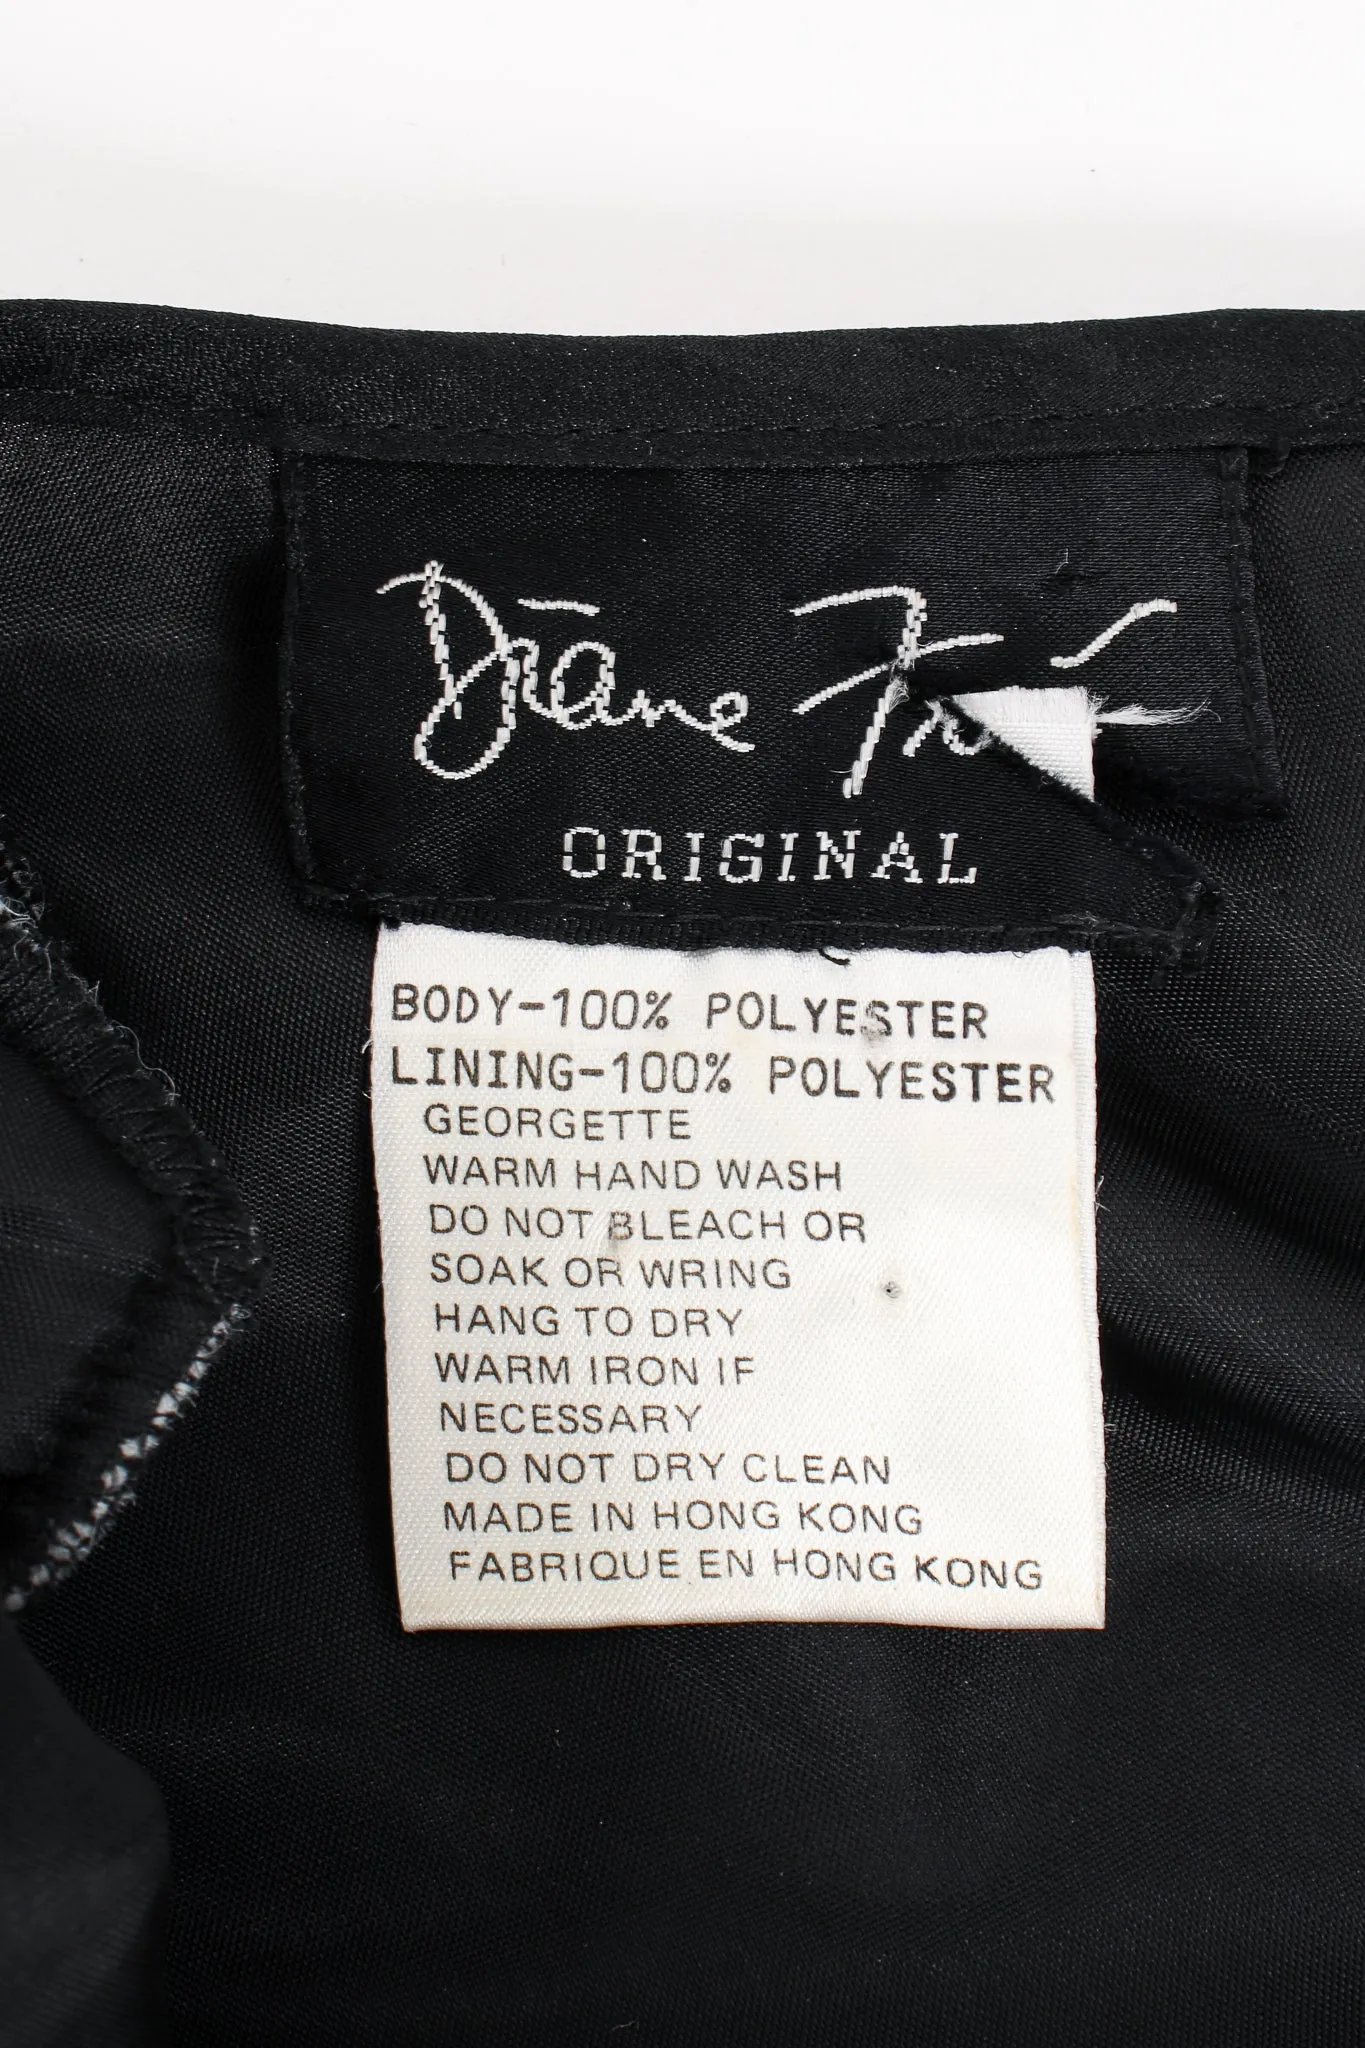 Diane
ORIGINAL
BODY-100% POLYESTER
LINING-100% POLYESTER
GEORGETTE
WARM HAND WASH
DO NOT BLEACH OR
SOAK OR WRING
HANG TO DRY
WARM IRON IF
NECESSARY
DO NOT DRY CLEAN
MADE IN HONG KONG
FABRIQUE EN HONG KONG